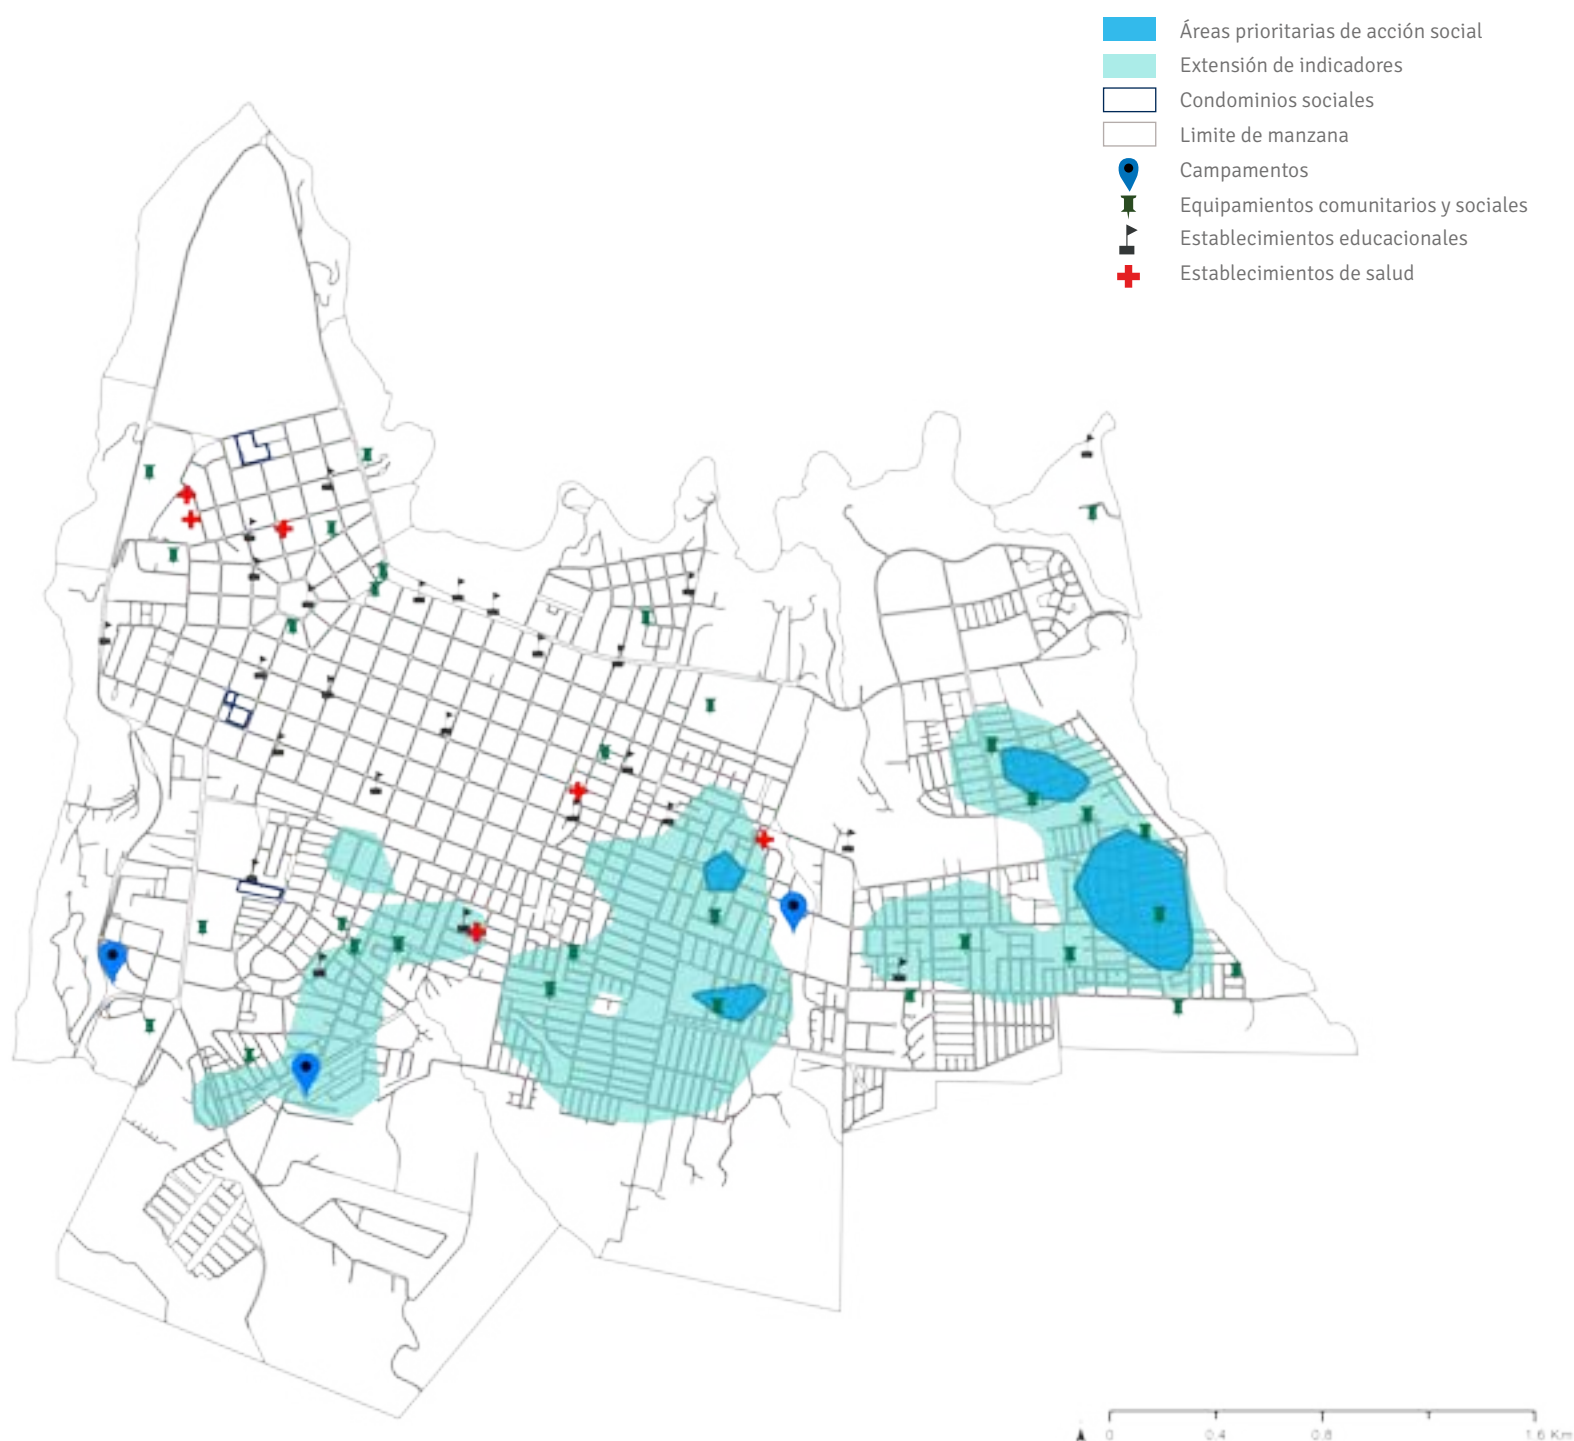 Áreas prioritarias de acción social
Extensión de indicadores
Condominios sociales
Limite de manzana
Campamentos
Equipamientos comunitarios y sociales
Establecimientos educacionales
Establecimientos de salud
0 0.4 0.8 1.6 Km